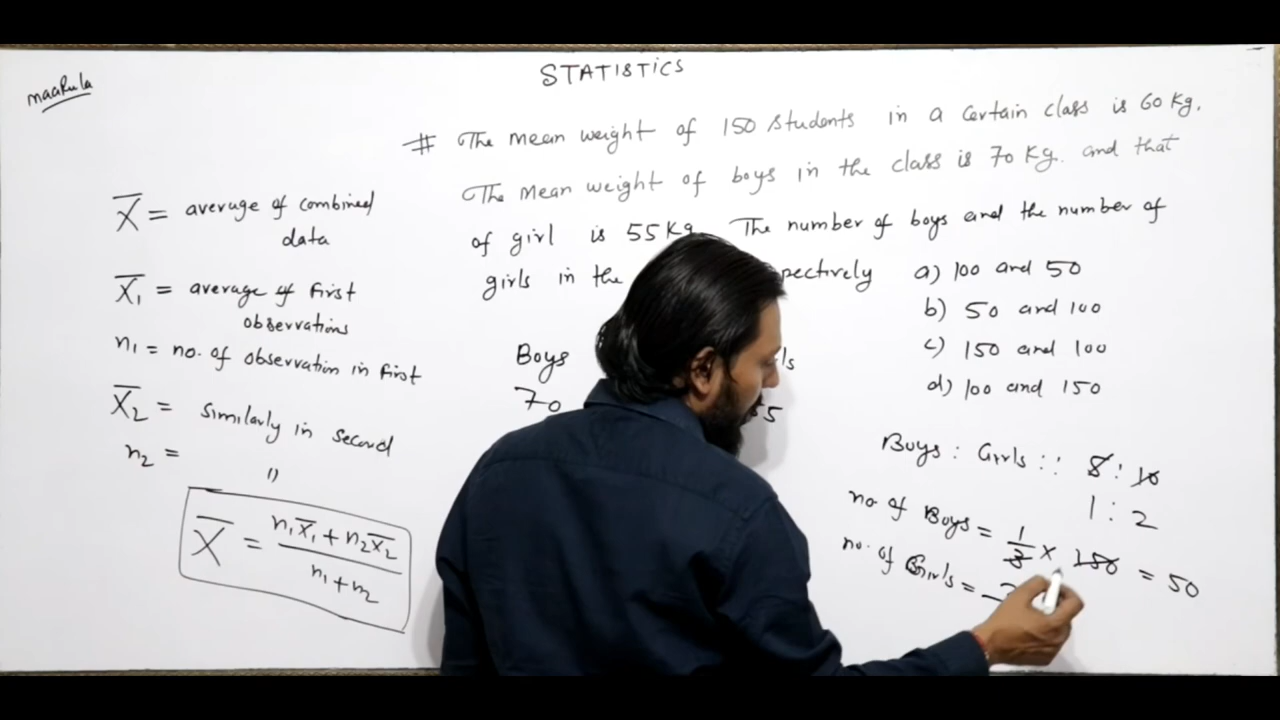 maaRula
STATISTICS
# The mean weight of 150 students in a certain class is 60 Kg.
The mean weight of boys in the class is 70 Kg. and that
of girl is 55 Kg. The number of boys and the number of
girls in the pectively
a) 100 and 50
b) 50 and 100
c) 150 and 100
d) 100 and 150
X̄ = average of combined
data
X̄₁ = average of first
observations
n₁ = no. of observation in first
X̄₂ = similarly in second
n₂ = 〃
X̄ = (n₁X̄₁ + n₂X̄₂) / (n₁ + n₂)
Boys ls
70 55
Boys : Girls :: 5 : 10
1 : 2
no of Boys = 1/3 × 150 = 50
no. of Girls =